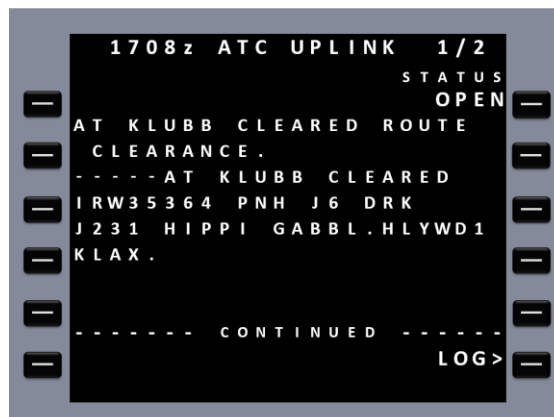 1708z ATC UPLINK 1/2
STATUS
OPEN
AT KLUBB CLEARED ROUTE
CLEARANCE.
-----AT KLUBB CLEARED
IRW35364 PNH J6 DRK
J231 HIPPI GABBL.HLYWD1
KLAX.
------- CONTINUED ------
LOG>